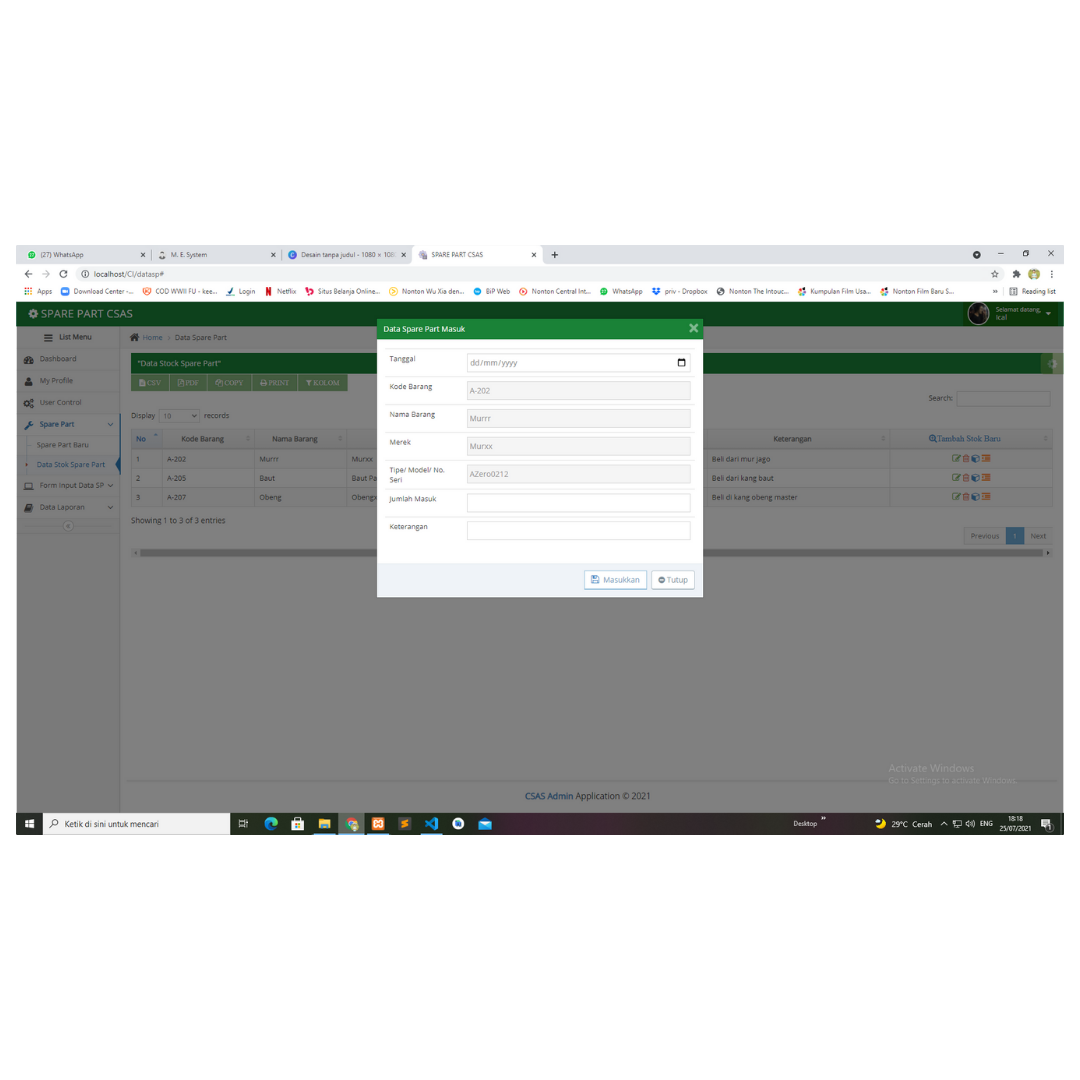 (27) WhatsApp
M. E. System
Desain tanpa judul - 1080 × 108
SPARE PART CSAS
localhost/CI/datasp#
Apps Download Center -... COD WWII FU - kee... Login Netflix Situs Belanja Online... Nonton Wu Xia den... BiP Web Nonton Central Int... WhatsApp priv - Dropbox Nonton The Intouc... Kumpulan Film Usa... Nonton Film Baru S... » Reading list
SPARE PART CSAS
Selamat datang,
ical
List Menu
Home › Data Spare Part
Dashboard
My Profile
User Control
Spare Part
Spare Part Baru
Data Stok Spare Part
Form Input Data SP
Data Laporan
"Data Stock Spare Part"
CSV PDF COPY PRINT KOLOM
Search:
Display 10 records
No Kode Barang Nama Barang Keterangan Tambah Stok Baru
1 A-202 Murrr Murxx Beli dari mur jago
2 A-205 Baut Baut Pa Beli dari kang baut
3 A-207 Obeng Obengx Beli di kang obeng master
Showing 1 to 3 of 3 entries
Previous 1 Next
Data Spare Part Masuk
Tanggal dd/mm/yyyy
Kode Barang A-202
Nama Barang Murrr
Merek Murxx
Tipe/ Model/ No.
Seri AZero0212
Jumlah Masuk
Keterangan
Masukkan Tutup
Activate Windows
Go to Settings to activate Windows.
CSAS Admin Application © 2021
Ketik di sini untuk mencari
Desktop » 29°C Cerah ENG 18:18
25/07/2021
1